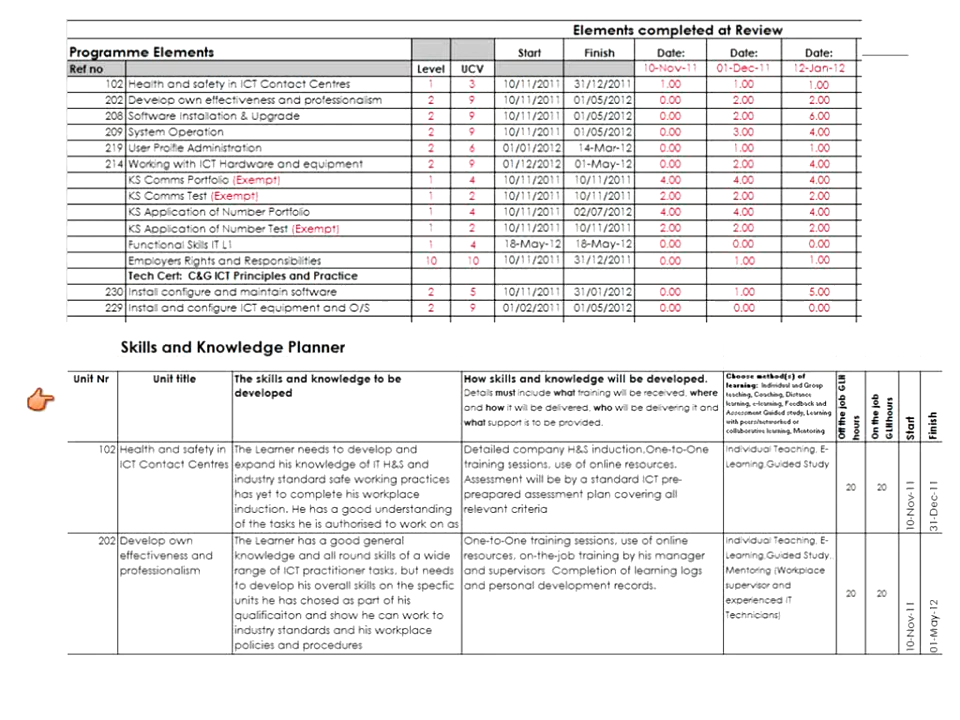 Elements completed at Review
Programme Elements Start Finish Date: Date: Date:
Ref no Level UCV 10-Nov-11 01-Dec-11 12-Jan-12
102 Health and safety in ICT Contact Centres 1 3 10/11/2011 31/12/2011 1.00 1.00 1.00
202 Develop own effectiveness and professionalism 2 9 10/11/2011 01/05/2012 0.00 2.00 2.00
208 Software Installation & Upgrade 2 9 10/11/2011 01/05/2012 0.00 2.00 6.00
209 System Operation 2 9 10/11/2011 01/05/2012 0.00 3.00 4.00
219 User Profile Administration 2 6 01/01/2012 14-Mar-12 0.00 1.00 1.00
214 Working with ICT Hardware and equipment 2 9 01/12/2012 01-May-12 0.00 2.00 4.00
KS Comms Portfolio (Exempt) 1 4 10/11/2011 10/11/2011 4.00 4.00 4.00
KS Comms Test (Exempt) 1 2 10/11/2011 10/11/2011 2.00 2.00 2.00
KS Application of Number Portfolio 1 4 10/11/2011 02/07/2012 4.00 4.00 4.00
KS Application of Number Test (Exempt) 1 2 10/11/2011 10/11/2011 2.00 2.00 2.00
Functional Skills IT L1 1 4 18-May-12 18-May-12 0.00 0.00 0.00
Employers Rights and Responsibilities 10 10 10/11/2011 31/12/2011 0.00 1.00 1.00
Tech Cert: C&G ICT Principles and Practice
230 Install configure and maintain software 2 5 10/11/2011 31/01/2012 0.00 1.00 5.00
229 Install and configure ICT equipment and O/S 2 9 01/02/2011 01/05/2012 0.00 0.00 0.00
Skills and Knowledge Planner
Unit Nr
Unit title
The skills and knowledge to be
developed
How skills and knowledge will be developed.
Details must include what training will be received, where
and how it will be delivered, who will be delivering it and
what support is to be provided.
Choose method(s) of
learning: Individual and Group
teaching, Coaching, Distance
learning, e-learning, Feedback and
Assessment Guided study, Learning
with peers/networked or
collaborative learning, Mentoring
Off the job GLH
hours
On the job
GLHhours
Start
Finish
102
Health and safety in
ICT Contact Centres
The Learner needs to develop and
expand his knowledge of IT H&S and
industry standard safe working practices
has yet to complete his workplace
induction. He has a good understanding
of the tasks he is authorised to work on as
Detailed company H&S induction.One-to-One
training sessions, use of online resources.
Assessment will be by a standard ICT pre-
preapared assessment plan covering all
relevant criteria
Individual Teaching, E-
Learning,Guided Study
20
20
10-Nov-11
31-Dec-11
202
Develop own
effectiveness and
professionalism
The Learner has a good general
knowledge and all round skills of a wide
range of ICT practitioner tasks, but needs
to develop his overall skills on the specfic
units he has chosed as part of his
qualificaiton and show he can work to
industry standards and his workplace
policies and procedures
One-to-One training sessions, use of online
resources, on-the-job training by his manager
and supervisors Completion of learning logs
and personal development records.
Individual Teaching, E-
Learning,Guided Study,
Mentoring (Workplace
supervisor and
experienced IT
Technicians)
20
20
10-Nov-11
01-May-12